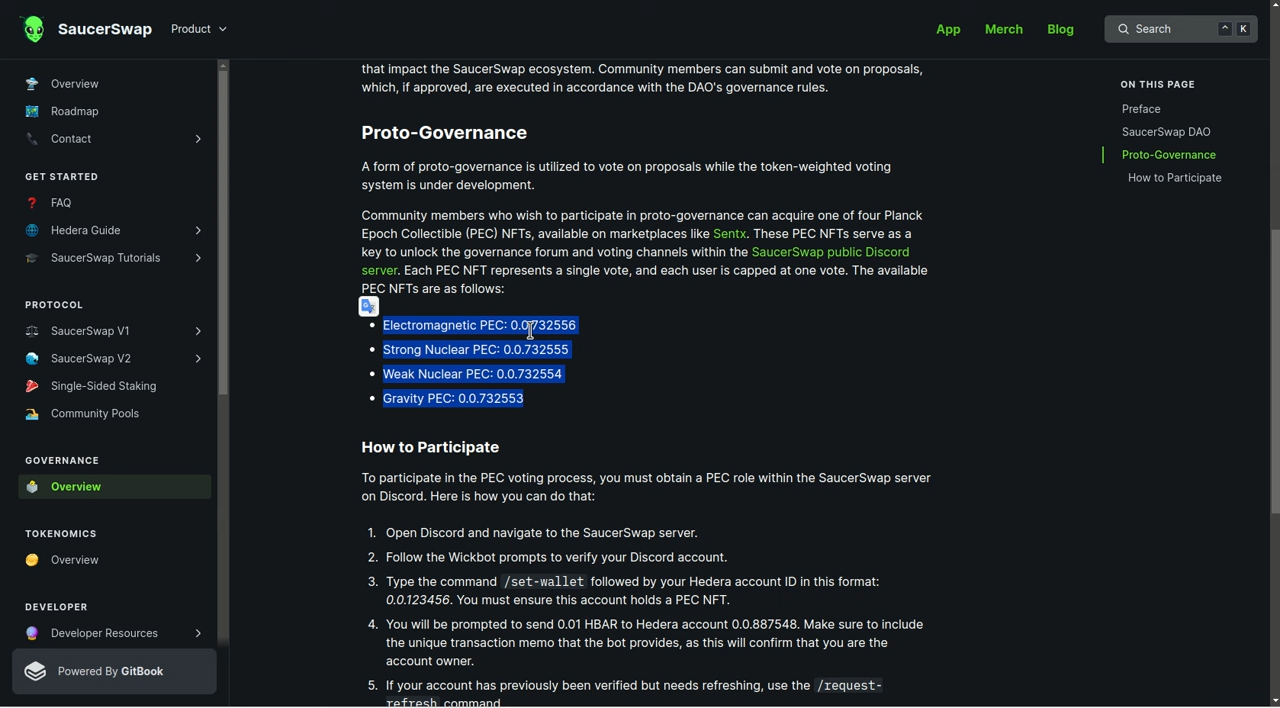 SaucerSwap
Product
App
Merch
Blog
Search
^
K
Overview
Roadmap
Contact
GET STARTED
FAQ
Hedera Guide
SaucerSwap Tutorials
PROTOCOL
SaucerSwap V1
SaucerSwap V2
Single-Sided Staking
Community Pools
GOVERNANCE
Overview
TOKENOMICS
Overview
DEVELOPER
Developer Resources
Powered By GitBook
that impact the SaucerSwap ecosystem. Community members can submit and vote on proposals,
which, if approved, are executed in accordance with the DAO's governance rules.
Proto-Governance
A form of proto-governance is utilized to vote on proposals while the token-weighted voting
system is under development.
Community members who wish to participate in proto-governance can acquire one of four Planck
Epoch Collectible (PEC) NFTs, available on marketplaces like Sentx. These PEC NFTs serve as a
key to unlock the governance forum and voting channels within the SaucerSwap public Discord
server. Each PEC NFT represents a single vote, and each user is capped at one vote. The available
PEC NFTs are as follows:
• Electromagnetic PEC: 0.0.732556
• Strong Nuclear PEC: 0.0.732555
• Weak Nuclear PEC: 0.0.732554
• Gravity PEC: 0.0.732553
How to Participate
To participate in the PEC voting process, you must obtain a PEC role within the SaucerSwap server
on Discord. Here is how you can do that:
1. Open Discord and navigate to the SaucerSwap server.
2. Follow the Wickbot prompts to verify your Discord account.
3. Type the command /set-wallet followed by your Hedera account ID in this format:
0.0.123456. You must ensure this account holds a PEC NFT.
4. You will be prompted to send 0.01 HBAR to Hedera account 0.0.887548. Make sure to include
the unique transaction memo that the bot provides, as this will confirm that you are the
account owner.
5. If your account has previously been verified but needs refreshing, use the /request-
refresh command
ON THIS PAGE
Preface
SaucerSwap DAO
Proto-Governance
How to Participate